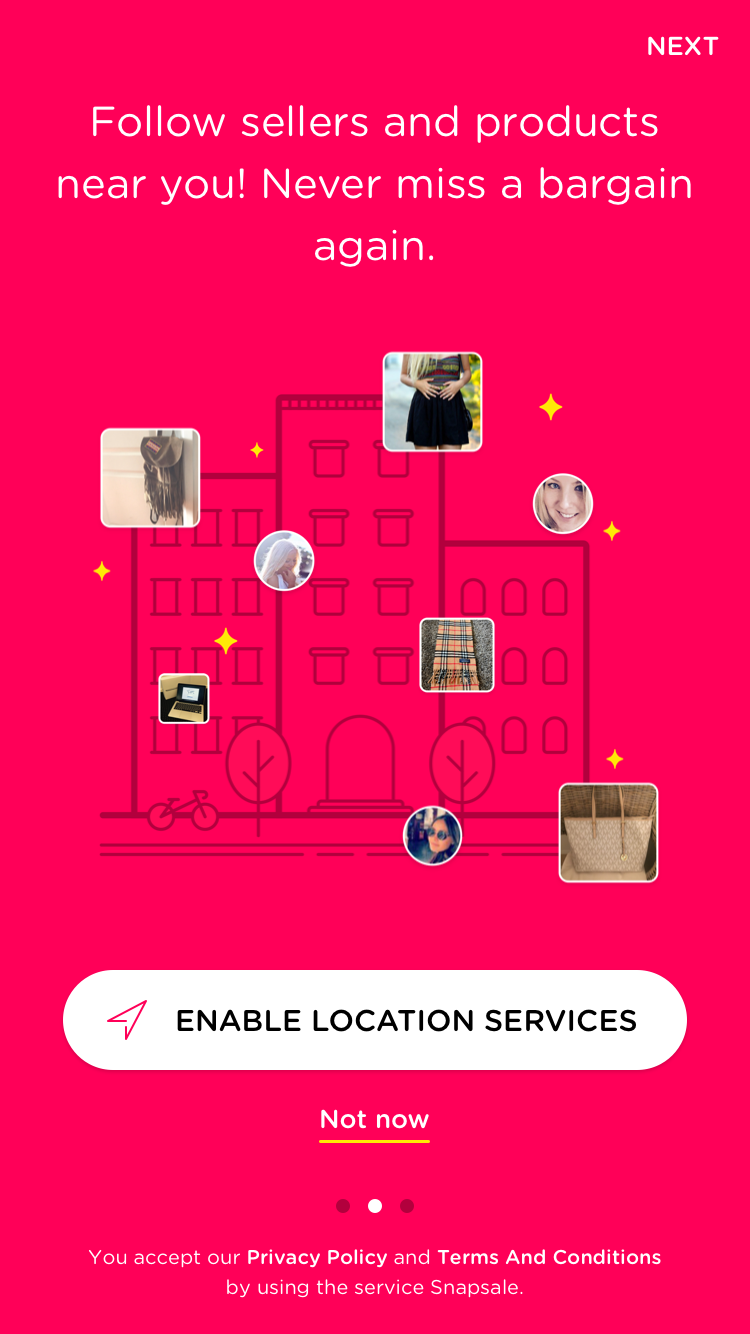 NEXT
Follow sellers and products
near you! Never miss a bargain
again.
ENABLE LOCATION SERVICES
Not now
You accept our Privacy Policy and Terms And Conditions
by using the service Snapsale.